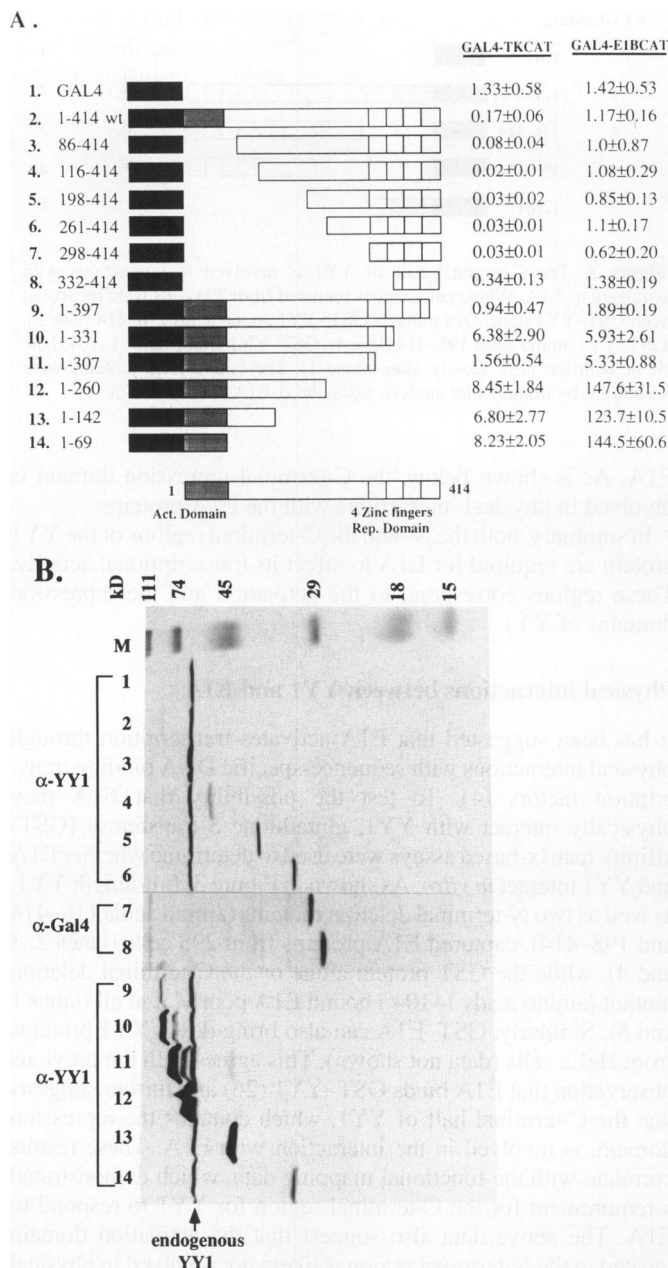 A.
GAL4-TKCAT GAL4-E1BCAT
1. GAL4 1.33±0.58 1.42±0.53
2. 1-414 wt 0.17±0.06 1.17±0.16
3. 86-414 0.08±0.04 1.0±0.87
4. 116-414 0.02±0.01 1.08±0.29
5. 198-414 0.03±0.02 0.85±0.13
6. 261-414 0.03±0.01 1.1±0.17
7. 298-414 0.03±0.01 0.62±0.20
8. 332-414 0.34±0.13 1.38±0.19
9. 1-397 0.94±0.47 1.89±0.19
10. 1-331 2.73±0.90 4.83±0.88
11. 1-307 1.56±0.54 5.33±0.88
12. 1-260 8.45±1.84 147.6±31.5
13. 1-142 6.80±2.77 123.7±10.5
14. 1-69 8.23±2.05 144.5±60.6
1 414
Act. Domain 4 Zinc fingers
Rep. Domain
B.
kD 111 74 45 29 18 15
M
1
2
3
α-YY1
4
5
6
7
α-Gal4
8
9
10
α-YY1
11
12
13
14
endogenous
YY1